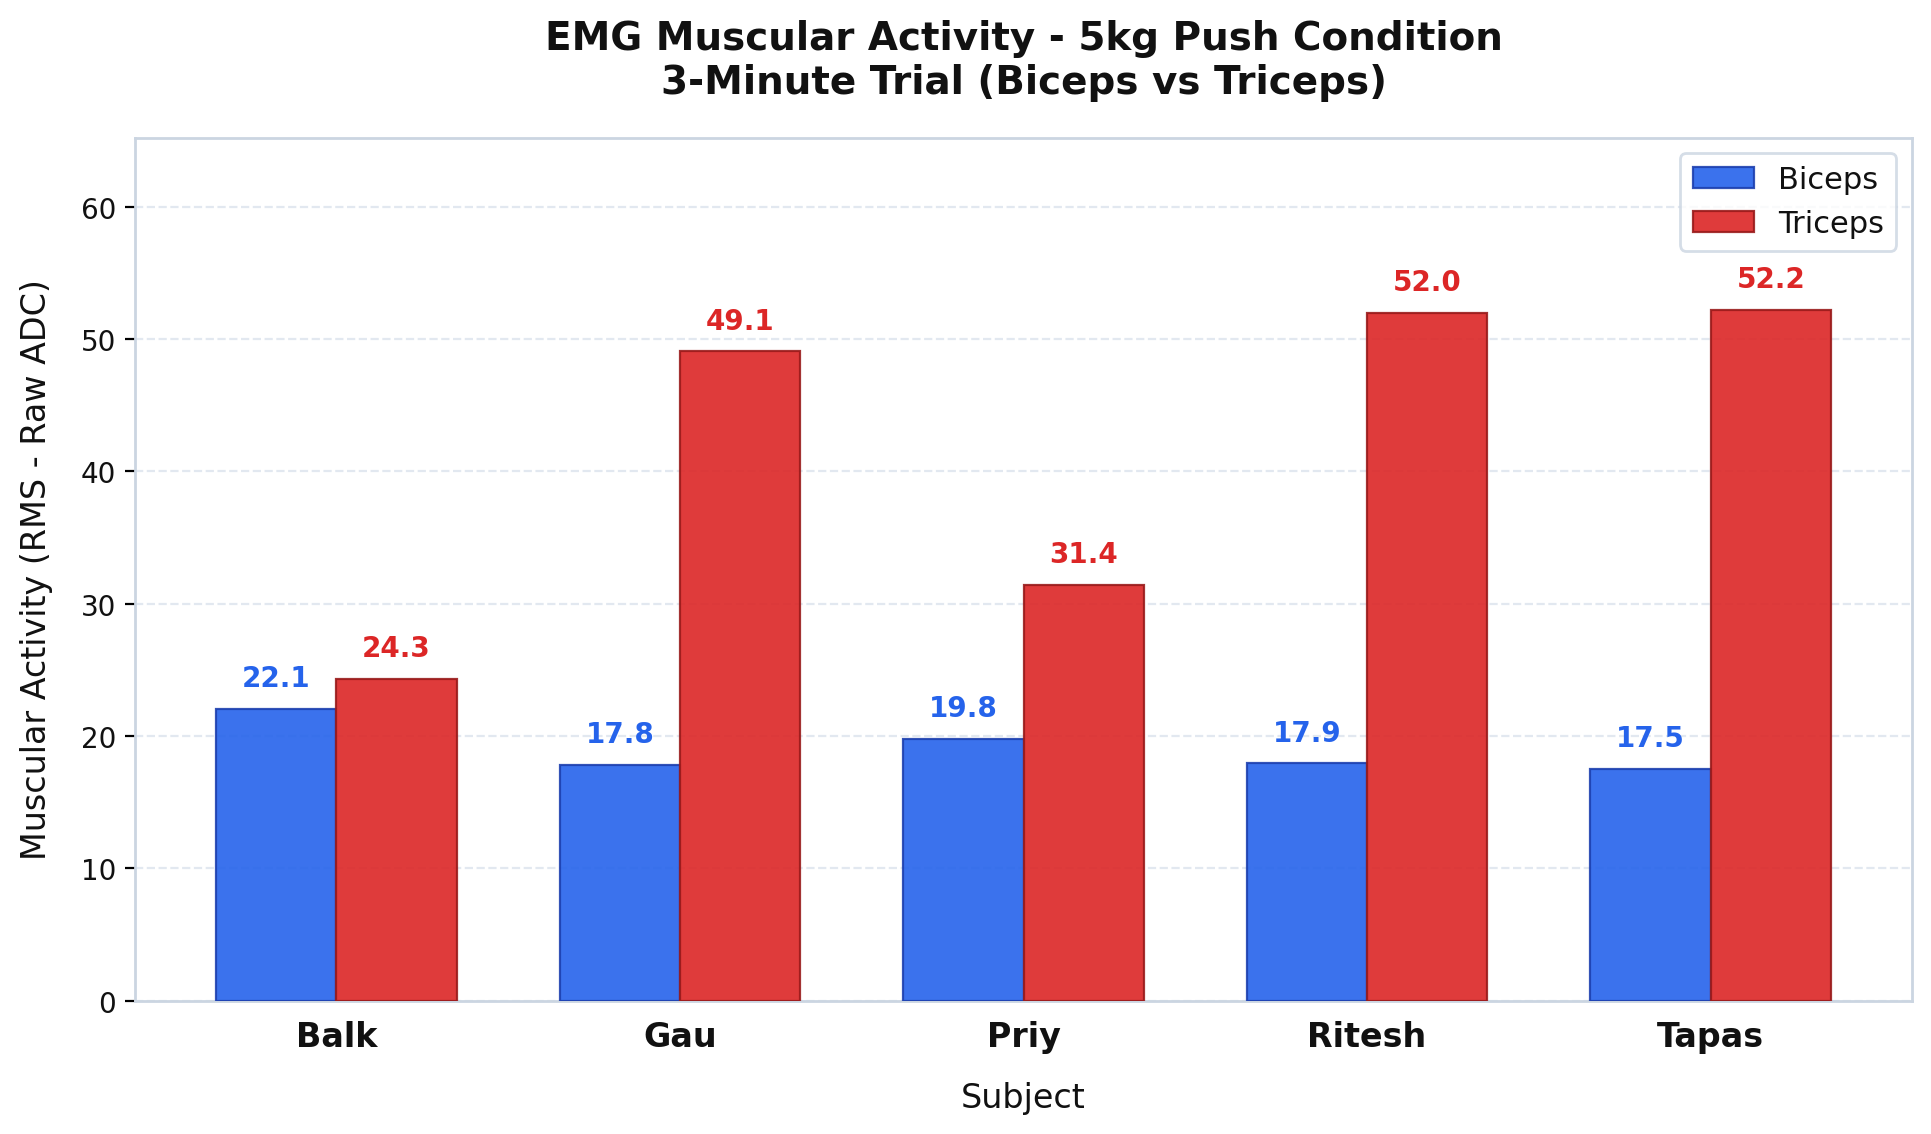 EMG Muscular Activity - 5kg Push Condition
3-Minute Trial (Biceps vs Triceps)
Biceps
Triceps
Muscular Activity (RMS - Raw ADC)
60
50
40
30
20
10
0
22.1
24.3
17.8
49.1
19.8
31.4
17.9
52.0
17.5
52.2
Balk
Gau
Priy
Ritesh
Tapas
Subject